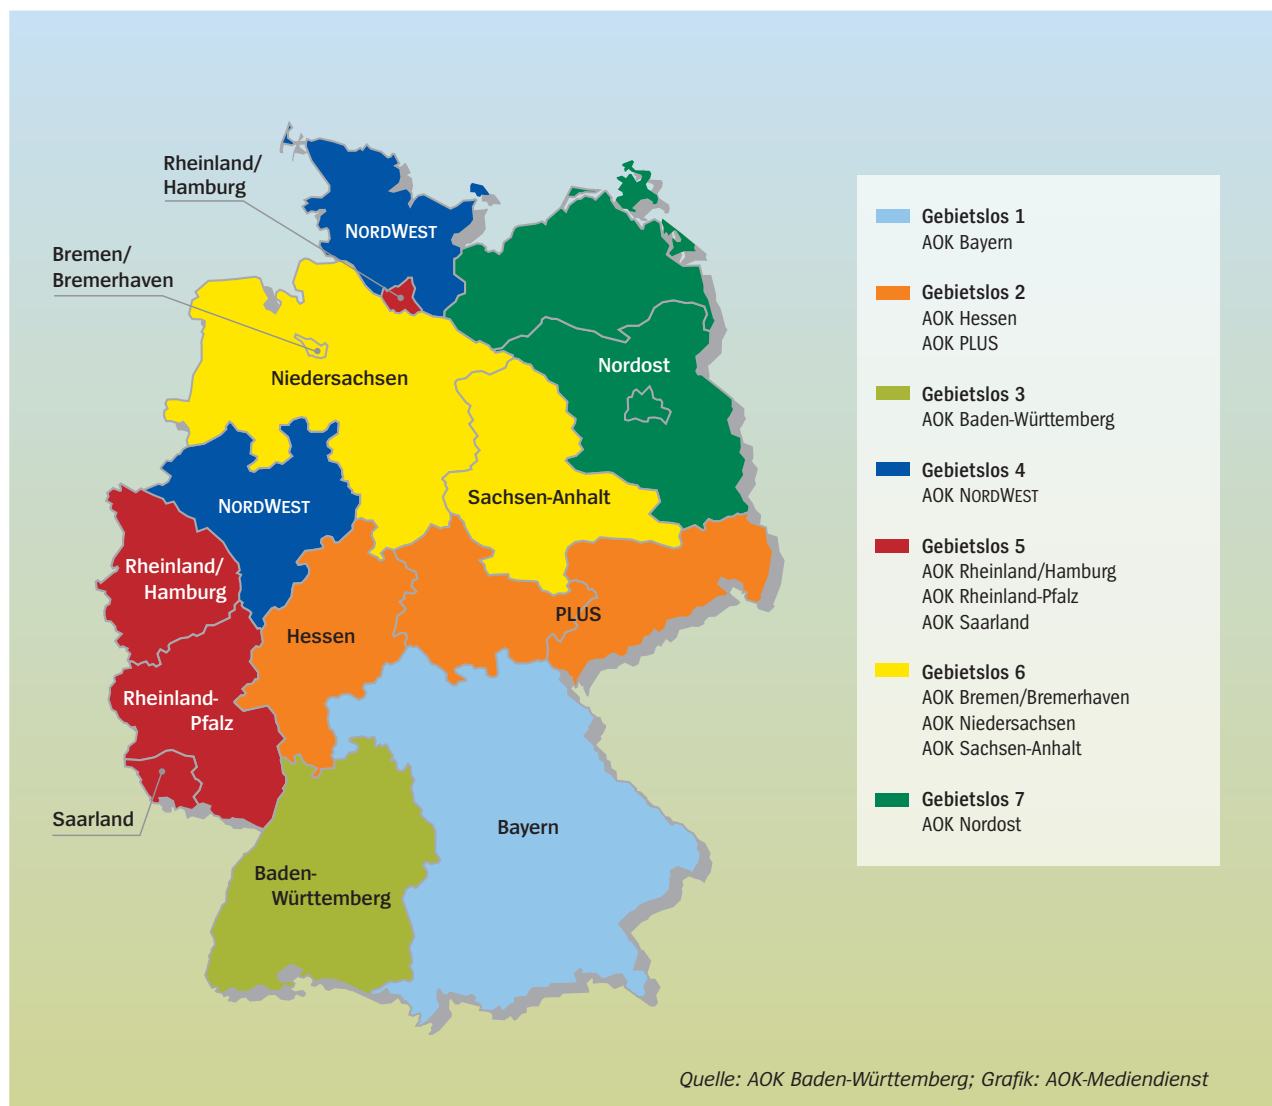 Rheinland/
Hamburg
NORDWEST
Bremen/
Bremerhaven
Niedersachsen
Nordost
NORDWEST
Sachsen-Anhalt
Rheinland/
Hamburg
PLUS
Hessen
Rheinland-
Pfalz
Saarland
Bayern
Baden-
Württemberg
Gebietslos 1
AOK Bayern
Gebietslos 2
AOK Hessen
AOK PLUS
Gebietslos 3
AOK Baden-Württemberg
Gebietslos 4
AOK NORDWEST
Gebietslos 5
AOK Rheinland/Hamburg
AOK Rheinland-Pfalz
AOK Saarland
Gebietslos 6
AOK Bremen/Bremerhaven
AOK Niedersachsen
AOK Sachsen-Anhalt
Gebietslos 7
AOK Nordost
Quelle: AOK Baden-Württemberg; Grafik: AOK-Mediendienst